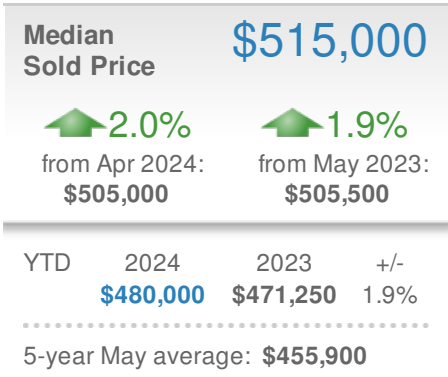 Median
Sold Price
$515,000
2.0%
from Apr 2024:
$505,000
1.9%
from May 2023:
$505,500
YTD 2024 2023 +/-
$480,000 $471,250 1.9%
5-year May average: $455,900